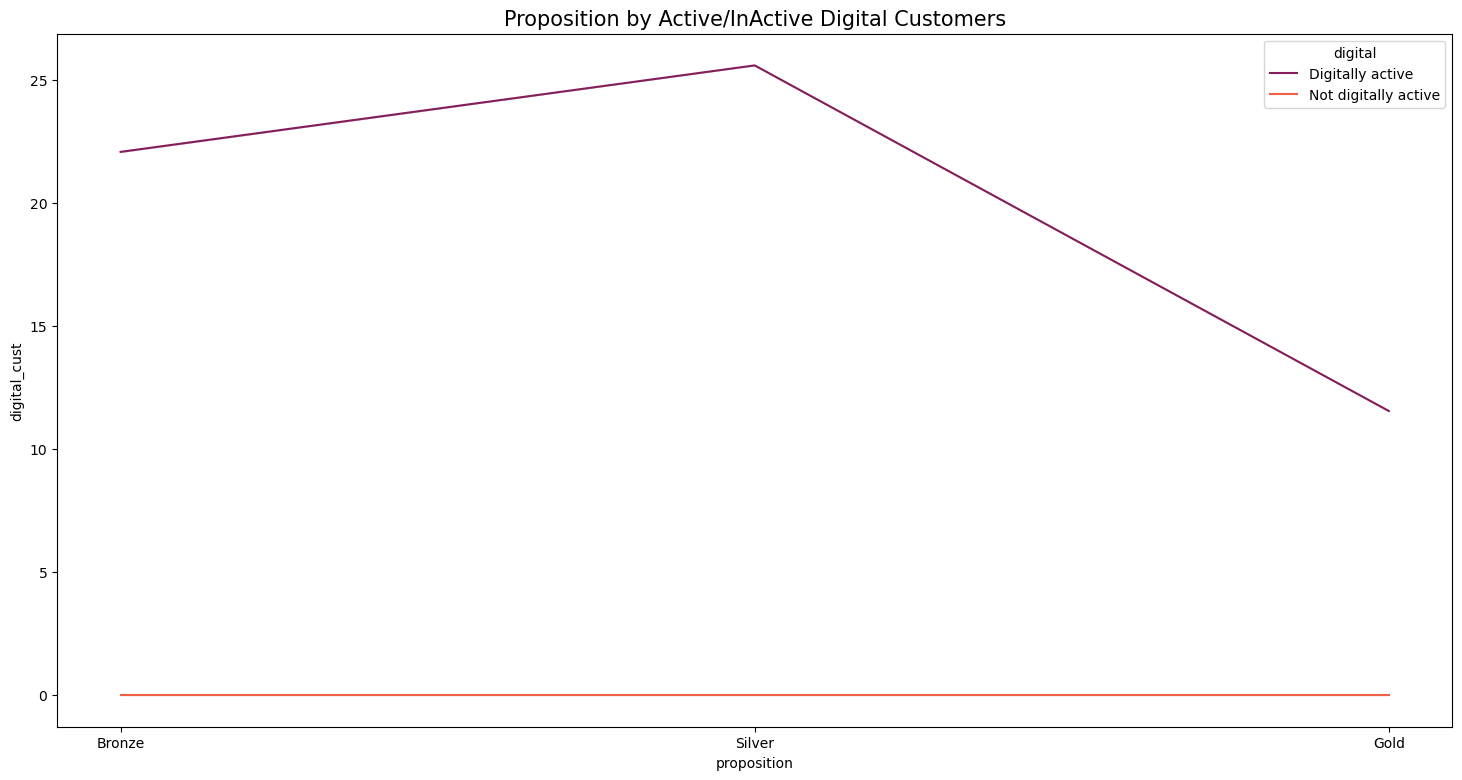 Proposition by Active/InActive Digital Customers
digital
Digitally active
Not digitally active
25
20
15
10
5
0
digital_cust
Bronze
Silver
Gold
proposition